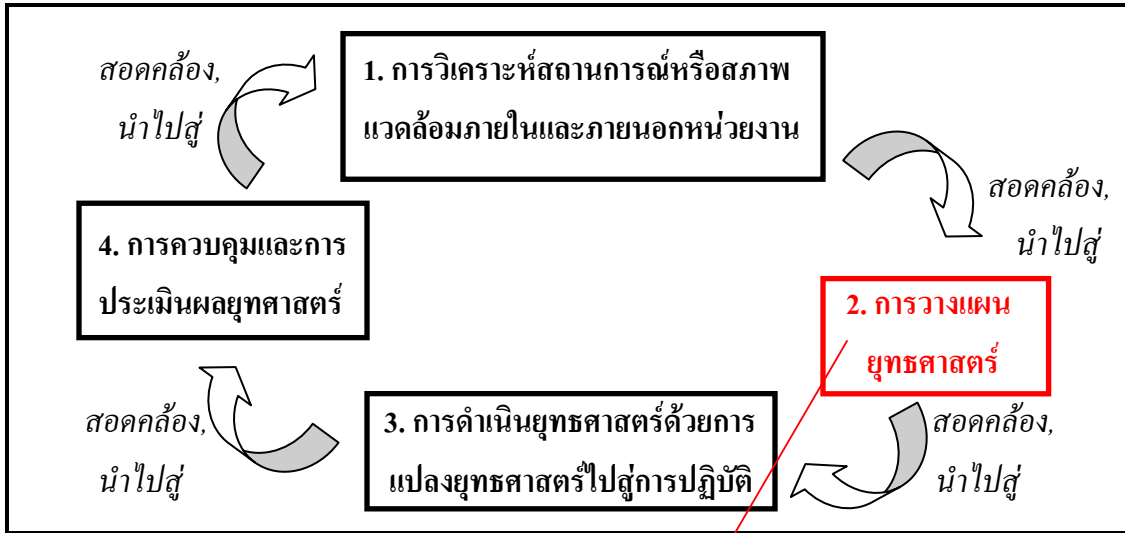 สอดคล้อง,
นำไปสู่
1. การวิเคราะห์สถานการณ์หรือสภาพ
แวดล้อมภายในและภายนอกหน่วยงาน
สอดคล้อง,
นำไปสู่
4. การควบคุมและการ
ประเมินผลยุทศาสตร์
2. การวางแผน
ยุทธศาสตร์
สอดคล้อง,
นำไปสู่
3. การดำเนินยุทธศาสตร์ด้วยการ
แปลงยุทธศาสตร์ไปสู่การปฏิบัติ
สอดคล้อง,
นำไปสู่